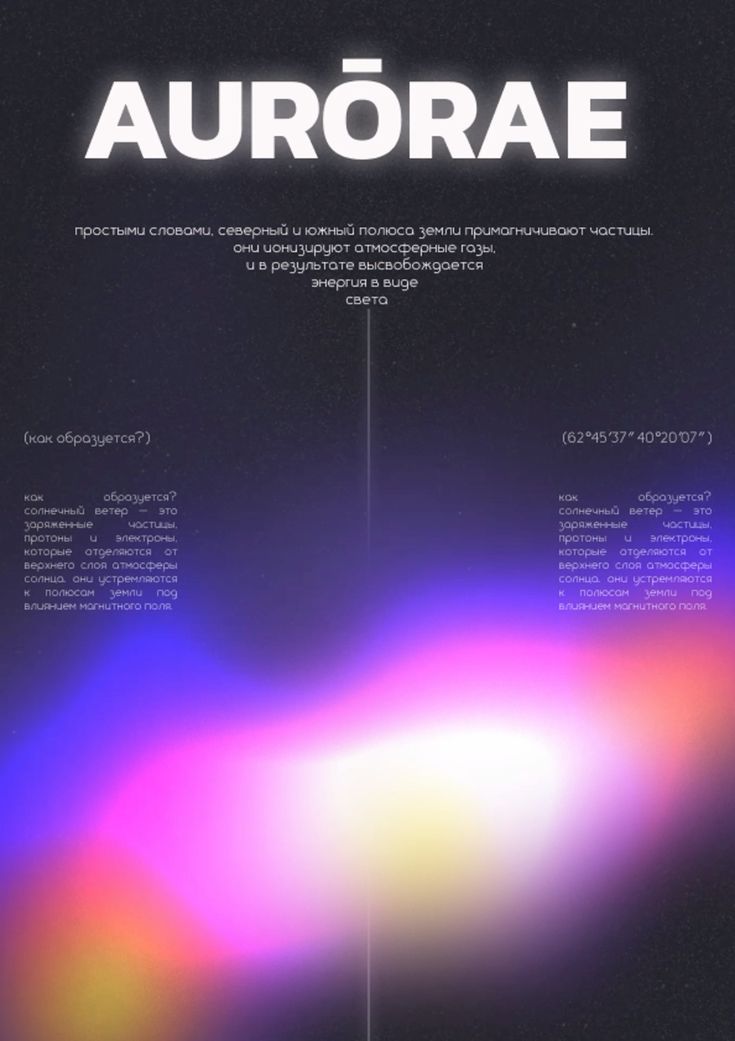 AURŌRAE
простыми словами, северный и южный полюса земли примагничивают частицы.
они ионизируют атмосферные газы,
и в результате высвобождается
энергия в виде
света
(как образуется?)
(62°45′37″ 40°20′07″)
как образуется?
солнечный ветер — это
заряженные частицы,
протоны и электроны,
которые отделяются от
верхнего слоя атмосферы
солнца. они устремляются
к полюсам земли под
влиянием магнитного поля.
как образуется?
солнечный ветер — это
заряженные частицы,
протоны и электроны,
которые отделяются от
верхнего слоя атмосферы
солнца. они устремляются
к полюсам земли под
влиянием магнитного поля.